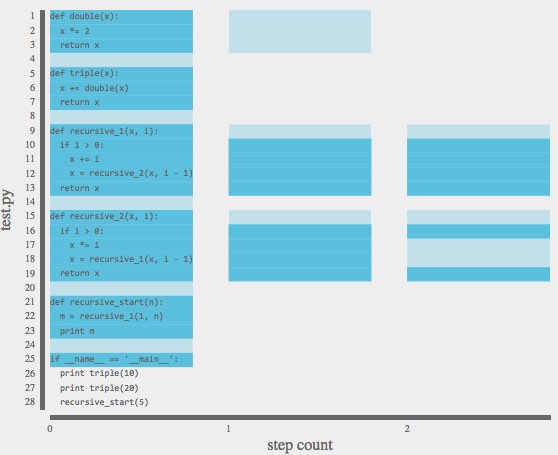 1 def double(x):
2 x *= 2
3 return x
4
5 def triple(x):
6 x += double(x)
7 return x
8
9 def recursive_1(x, i):
10 if i > 0:
11 x += i
12 x = recursive_2(x, i - 1)
13 return x
14
15 def recursive_2(x, i):
16 if i > 0:
17 x *= i
18 x = recursive_1(x, i - 1)
19 return x
20
21 def recursive_start(n):
22 m = recursive_1(1, n)
23 print m
24
25 if __name__ == '__main__':
26 print triple(10)
27 print triple(20)
28 recursive_start(5)
test.py
0 1 2
step count